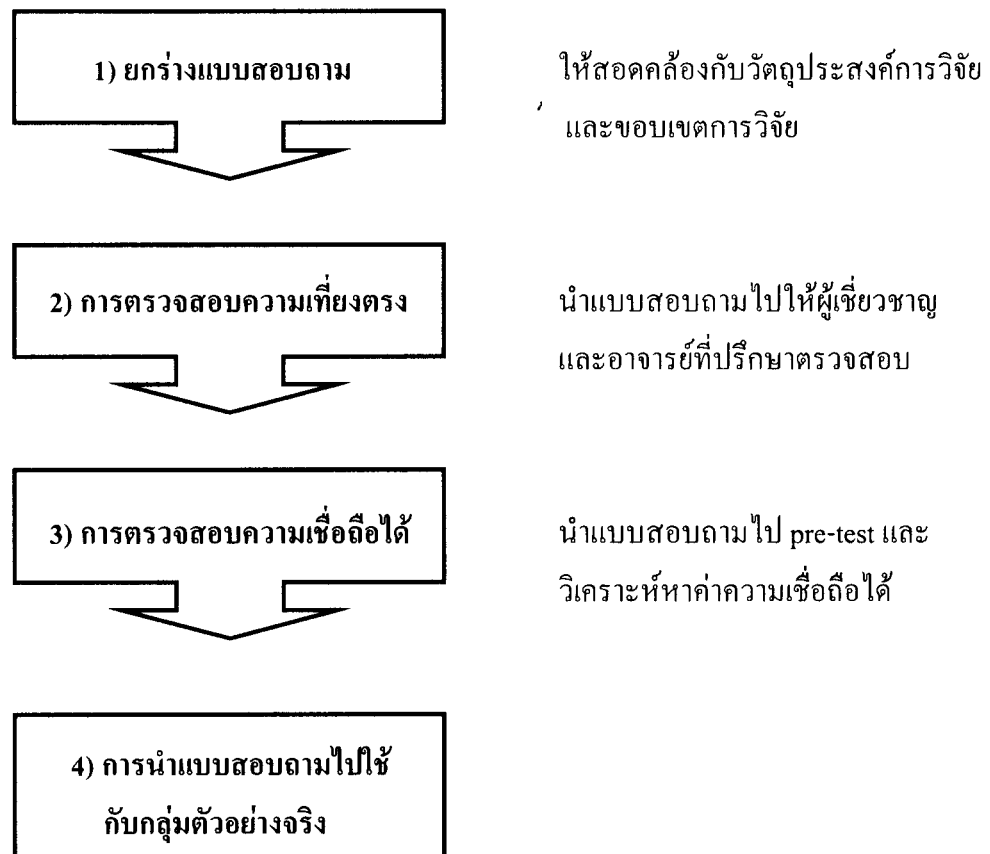 1) ยกร่างแบบสอบถาม
ให้สอดคล้องกับวัตถุประสงค์การวิจัย
และขอบเขตการวิจัย
2) การตรวจสอบความเที่ยงตรง
นำแบบสอบถามไปให้ผู้เชี่ยวชาญ
และอาจารย์ที่ปรึกษาตรวจสอบ
3) การตรวจสอบความเชื่อถือได้
นำแบบสอบถามไป pre-test และ
วิเคราะห์หาค่าความเชื่อถือได้
4) การนำแบบสอบถามไปใช้
กับกลุ่มตัวอย่างจริง